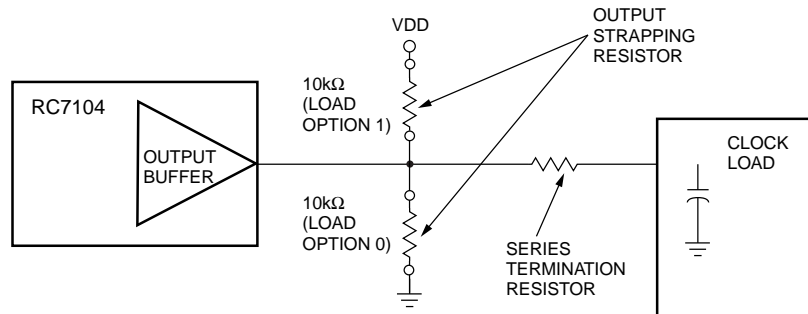 OUTPUT
STRAPPING
RESISTOR
VDD
10kΩ
(LOAD
OPTION 1)
RC7104
OUTPUT
BUFFER
CLOCK
LOAD
10kΩ
(LOAD
OPTION 0)
SERIES
TERMINATION
RESISTOR